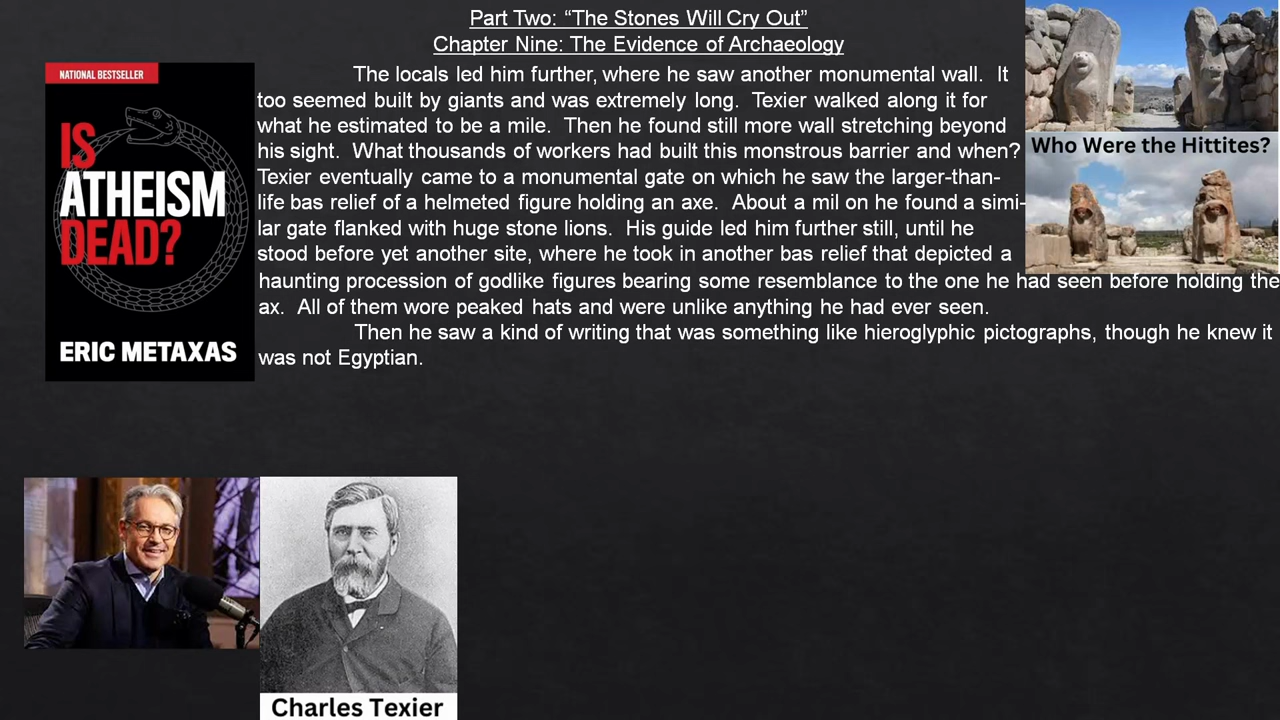 Part Two: “The Stones Will Cry Out”
Chapter Nine: The Evidence of Archaeology
The locals led him further, where he saw another monumental wall. It
too seemed built by giants and was extremely long. Texier walked along it for
what he estimated to be a mile. Then he found still more wall stretching beyond
his sight. What thousands of workers had built this monstrous barrier and when?
Texier eventually came to a monumental gate on which he saw the larger-than-
life bas relief of a helmeted figure holding an axe. About a mil on he found a simi-
lar gate flanked with huge stone lions. His guide led him further still, until he
stood before yet another site, where he took in another bas relief that depicted a
haunting procession of godlike figures bearing some resemblance to the one he had seen before holding the
ax. All of them wore peaked hats and were unlike anything he had ever seen.
Then he saw a kind of writing that was something like hieroglyphic pictographs, though he knew it
was not Egyptian.
NATIONAL BESTSELLER
IS
ATHEISM
DEAD?
ERIC METAXAS
Who Were the Hittites?
Charles Texier